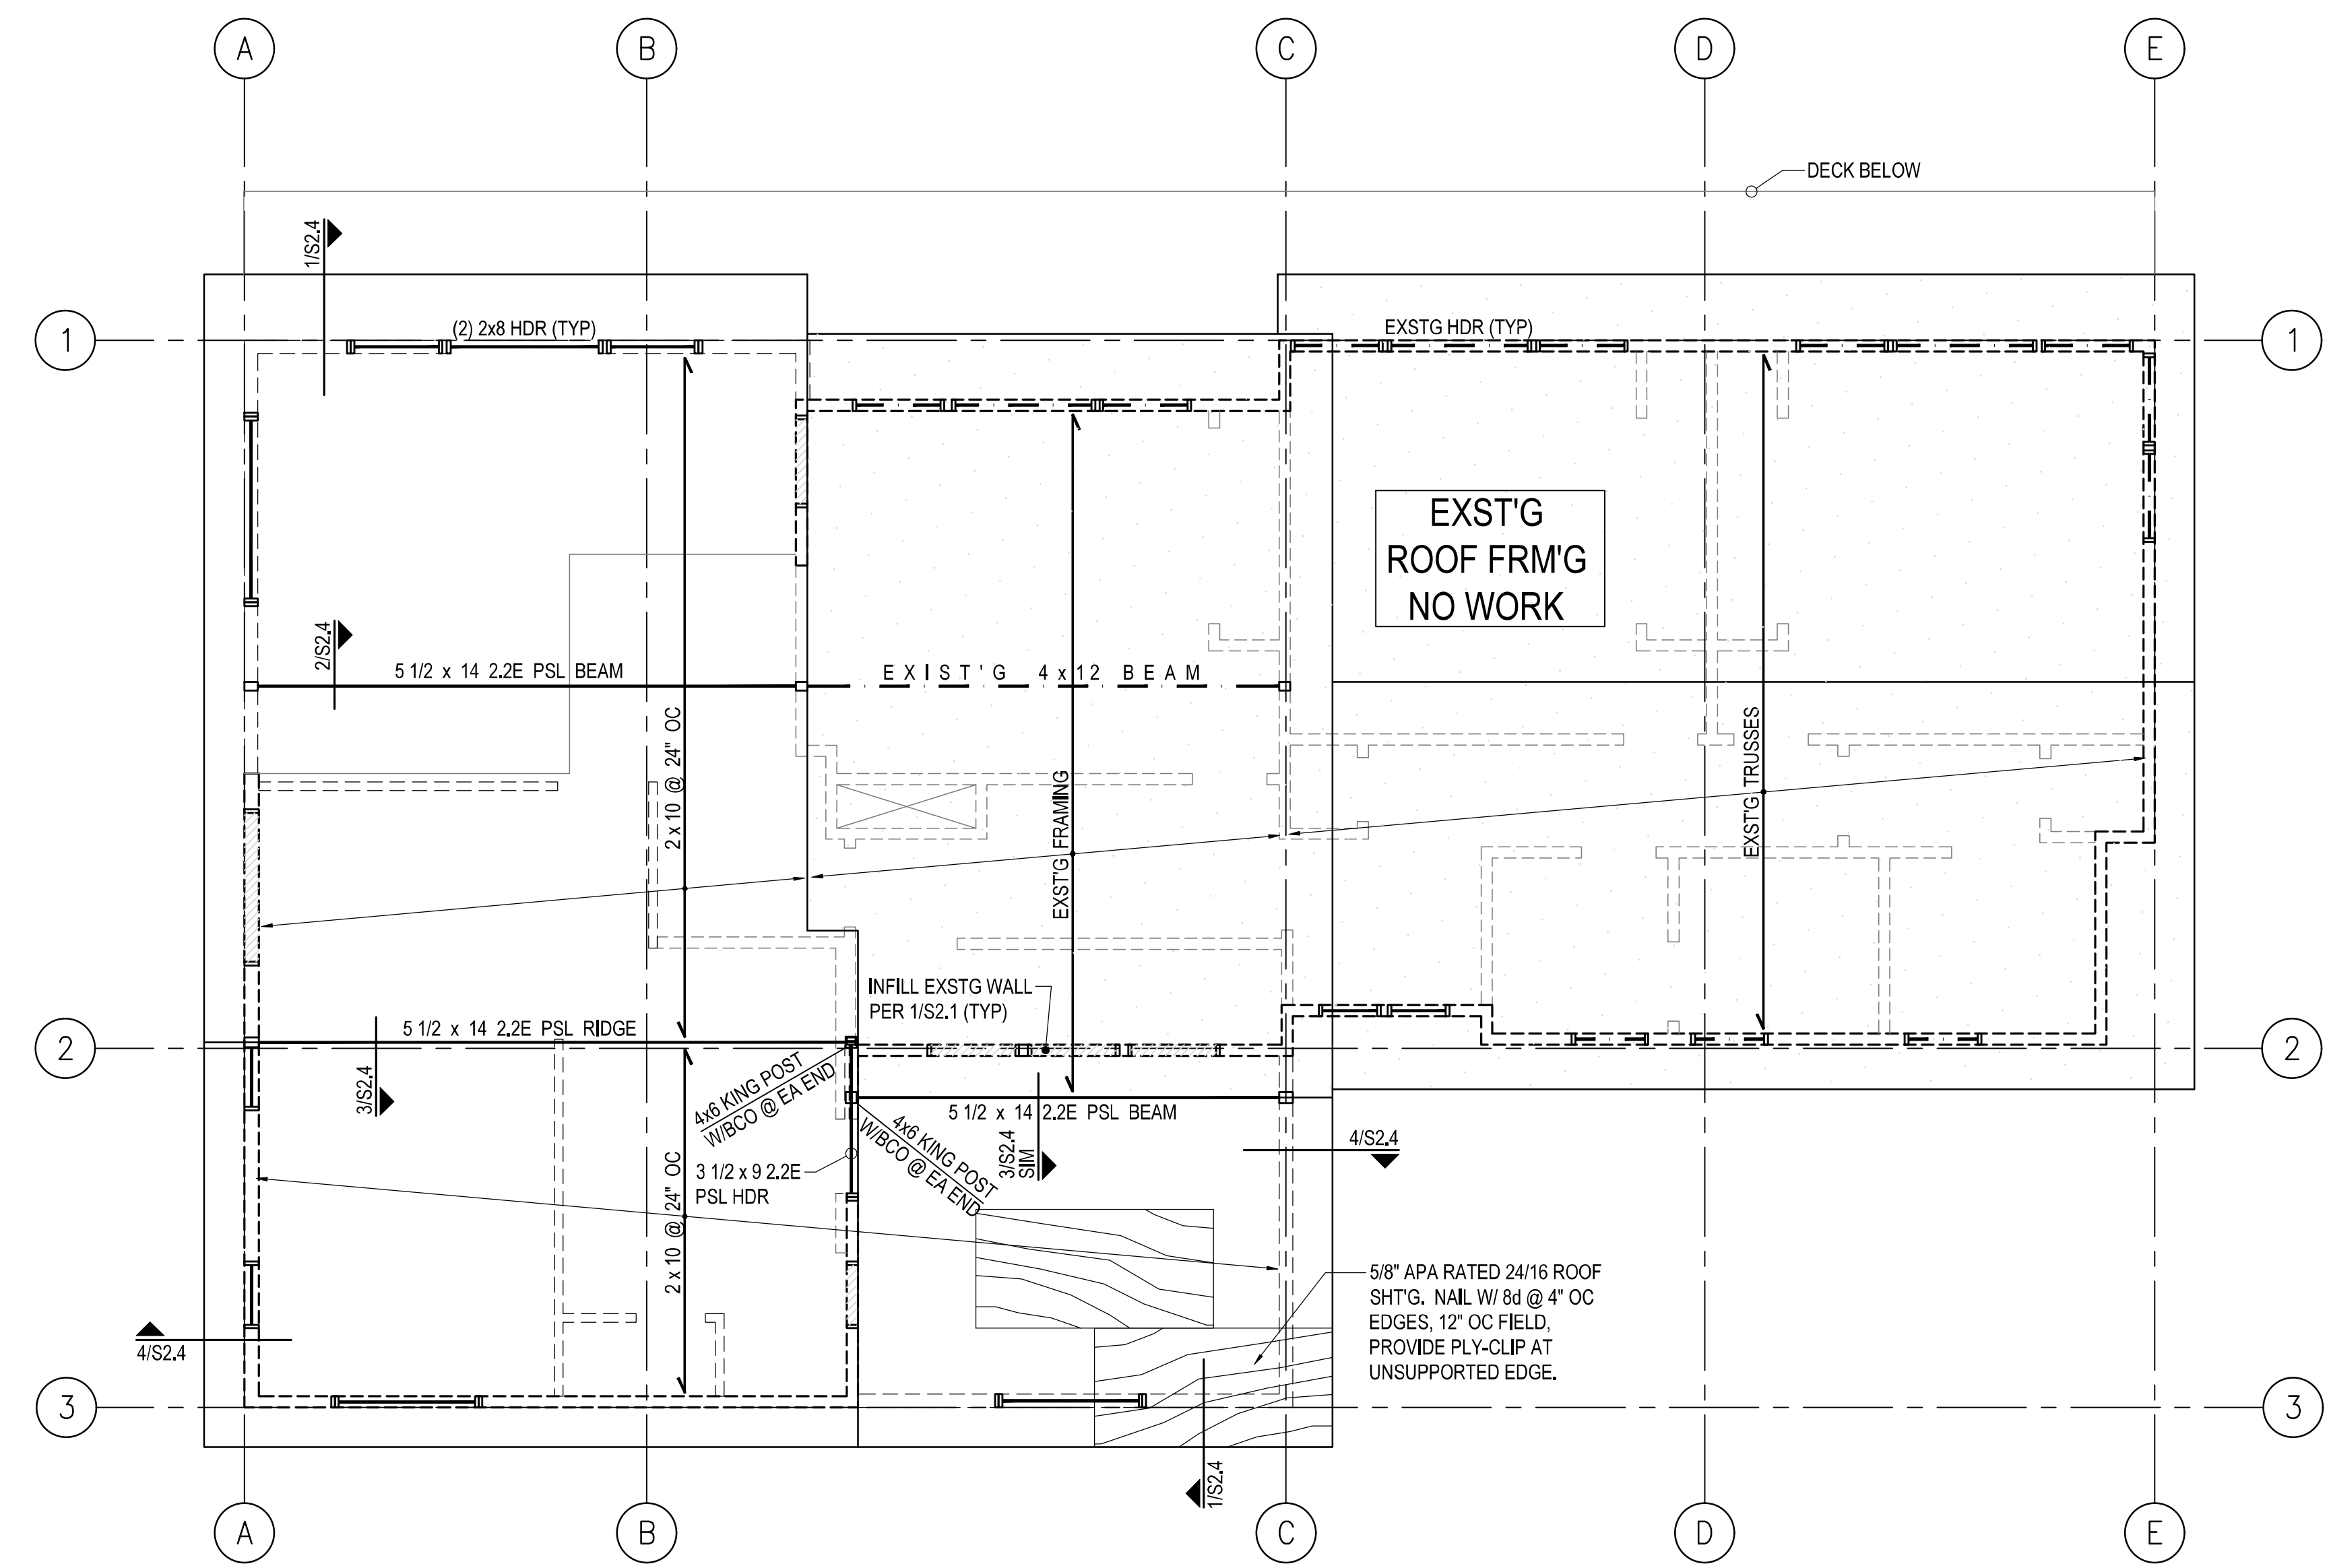 A
B
C
D
E
DECK BELOW
1/S2.4
1
(2) 2x8 HDR (TYP)
EXSTG HDR (TYP)
1
EXST'G
ROOF FRM'G
NO WORK
2/S2.4
5 1/2 x 14 2.2E PSL BEAM
EXIST'G 4x12 BEAM
2 x 10 @ 24" OC
EXST'G FRAMING
EXST'G TRUSSES
INFILL EXSTG WALL
PER 1/S2.1 (TYP)
5 1/2 x 14 2.2E PSL RIDGE
2
2
3/S2.4
4x6 KING POST
W/BCO @ EA END
5 1/2 x 14 2.2E PSL BEAM
4x6 KING POST
W/BCO @ EA END
3/S2.4
SIM
4/S2.4
3 1/2 x 9 2.2E
PSL HDR
2 x 10 @ 24" OC
5/8" APA RATED 24/16 ROOF
SHT'G. NAIL W/ 8d @ 4" OC
EDGES, 12" OC FIELD,
PROVIDE PLY-CLIP AT
UNSUPPORTED EDGE.
4/S2.4
3
3
1/S2.4
A
B
C
D
E